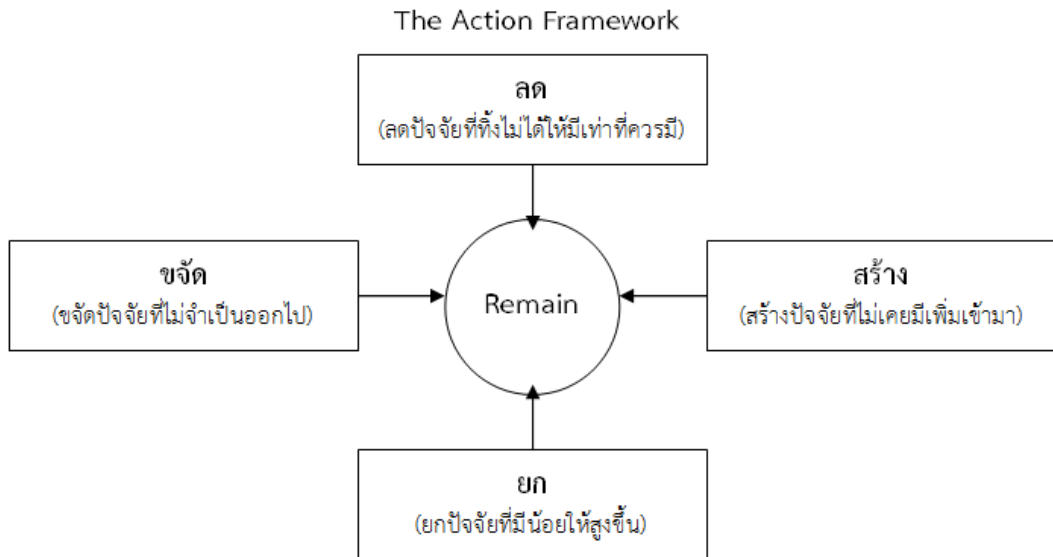 The Action Framework
ลด
(ลดปัจจัยที่ทิ้งไม่ได้ให้มีเท่าที่ควรมี)
ขจัด
(ขจัดปัจจัยที่ไม่จำเป็นออกไป)
Remain
สร้าง
(สร้างปัจจัยที่ไม่เคยมีเพิ่มเข้ามา)
ยก
(ยกปัจจัยที่มีน้อยให้สูงขึ้น)